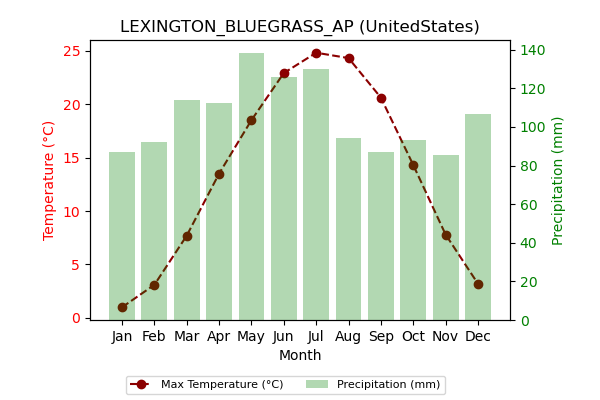 LEXINGTON_BLUEGRASS_AP (UnitedStates)
25
20
15
10
5
0
Temperature (°C)
140
120
100
80
60
40
20
0
Precipitation (mm)
Jan Feb Mar Apr May Jun Jul Aug Sep Oct Nov Dec
Month
Max Temperature (°C) Precipitation (mm)